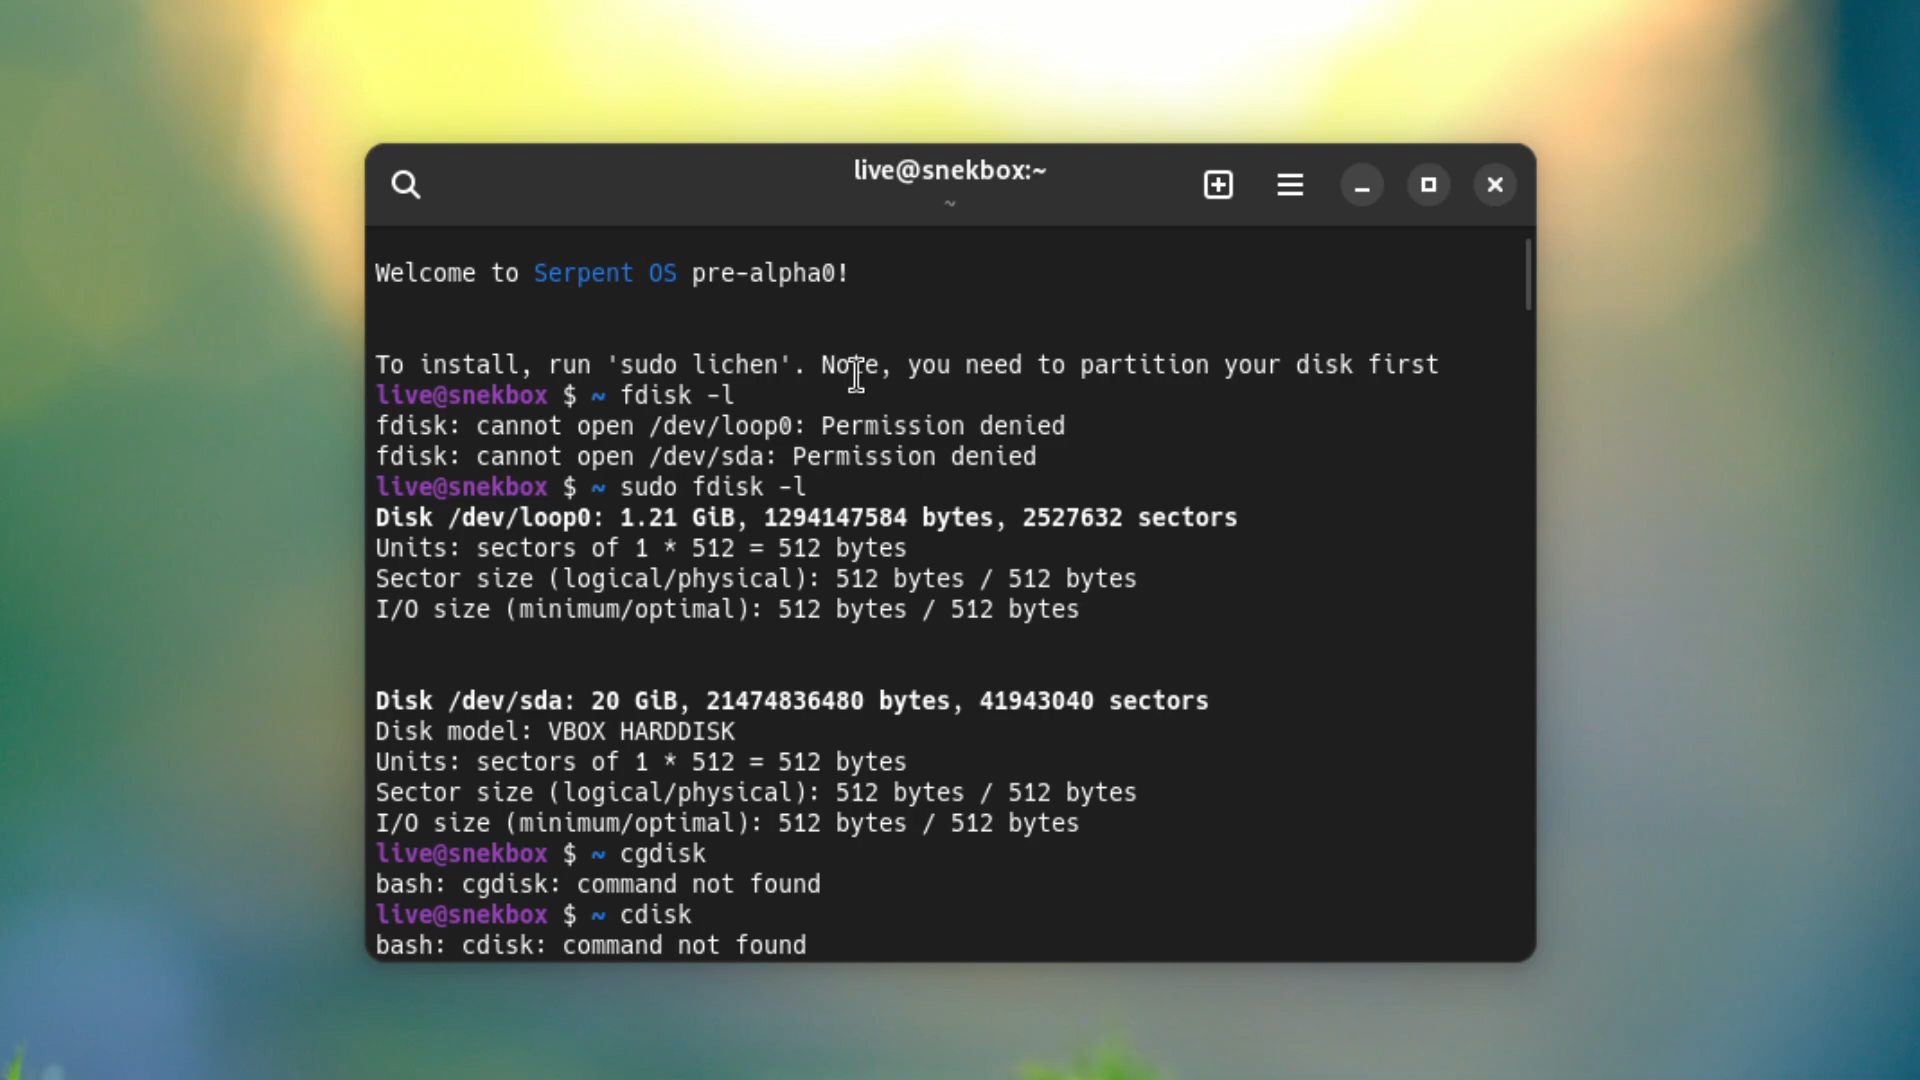 live@snekbox:~
~
Welcome to Serpent OS pre-alpha0!
To install, run 'sudo lichen'. Note, you need to partition your disk first
live@snekbox $ ~ fdisk -l
fdisk: cannot open /dev/loop0: Permission denied
fdisk: cannot open /dev/sda: Permission denied
live@snekbox $ ~ sudo fdisk -l
Disk /dev/loop0: 1.21 GiB, 1294147584 bytes, 2527632 sectors
Units: sectors of 1 * 512 = 512 bytes
Sector size (logical/physical): 512 bytes / 512 bytes
I/O size (minimum/optimal): 512 bytes / 512 bytes
Disk /dev/sda: 20 GiB, 21474836480 bytes, 41943040 sectors
Disk model: VBOX HARDDISK
Units: sectors of 1 * 512 = 512 bytes
Sector size (logical/physical): 512 bytes / 512 bytes
I/O size (minimum/optimal): 512 bytes / 512 bytes
live@snekbox $ ~ cgdisk
bash: cgdisk: command not found
live@snekbox $ ~ cdisk
bash: cdisk: command not found